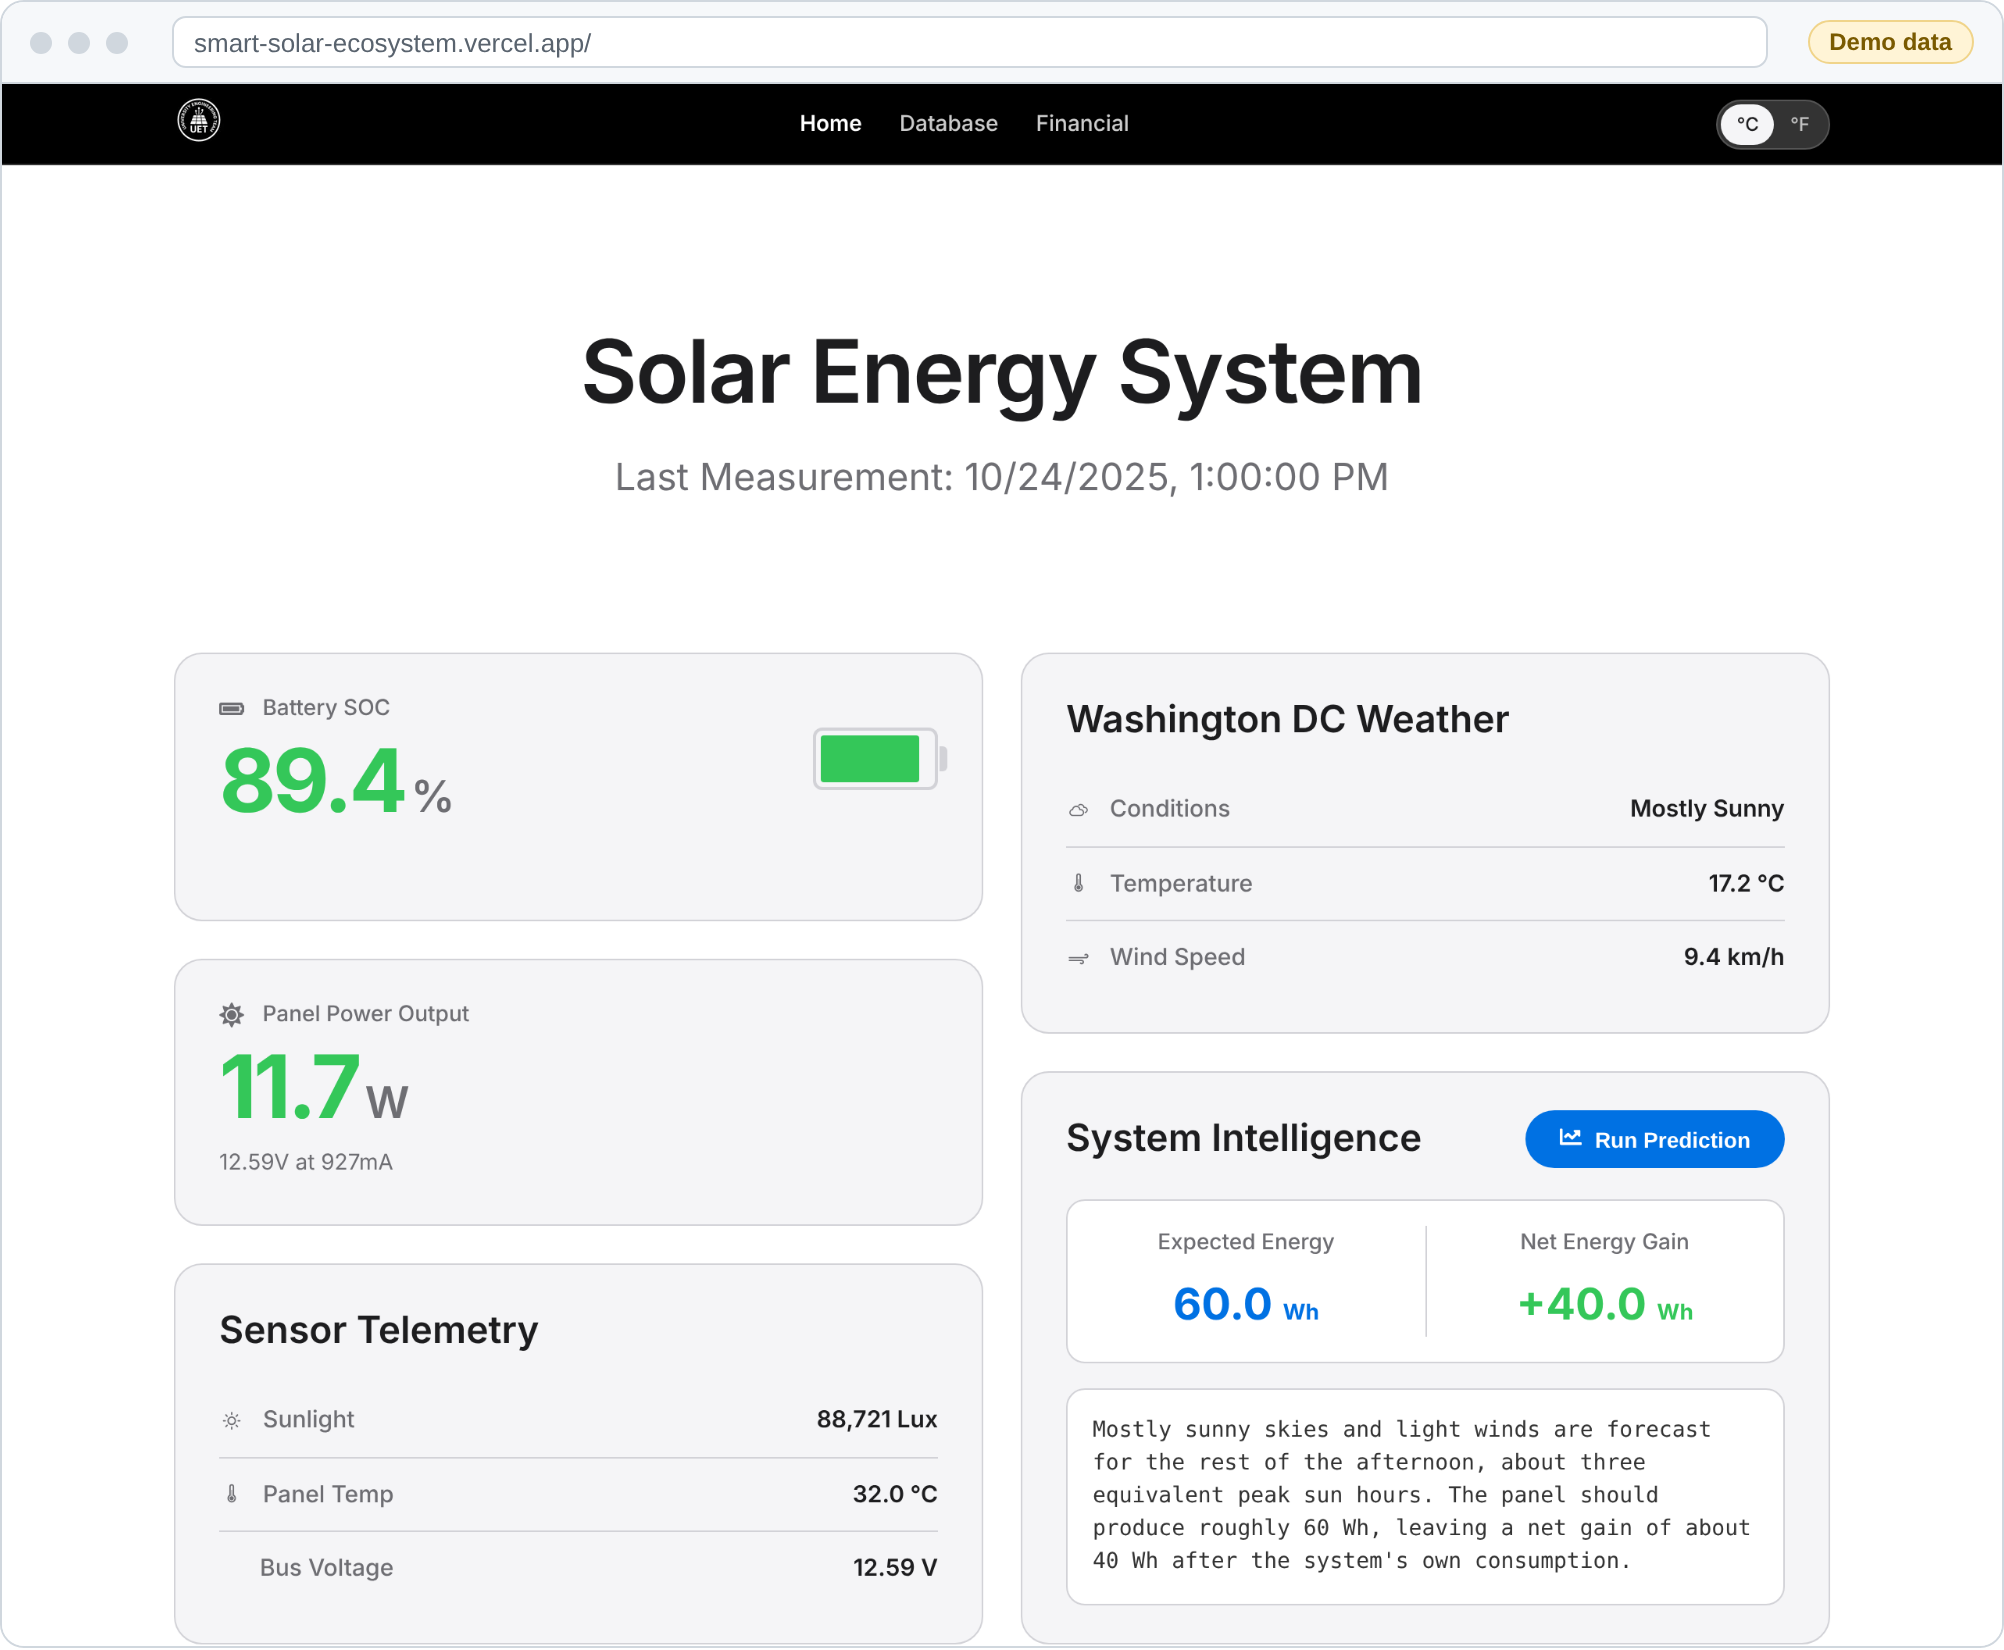 smart-solar-ecosystem.vercel.app/
Demo data
UET
Home
Database
Financial
°C
°F
Solar Energy System
Last Measurement: 10/24/2025, 1:00:00 PM
Battery SOC
89.4 %
Panel Power Output
11.7 W
12.59V at 927mA
Sensor Telemetry
Sunlight
88,721 Lux
Panel Temp
32.0 °C
Bus Voltage
12.59 V
Washington DC Weather
Conditions
Mostly Sunny
Temperature
17.2 °C
Wind Speed
9.4 km/h
System Intelligence
Run Prediction
Expected Energy
60.0 Wh
Net Energy Gain
+40.0 Wh
Mostly sunny skies and light winds are forecast
for the rest of the afternoon, about three
equivalent peak sun hours. The panel should
produce roughly 60 Wh, leaving a net gain of about
40 Wh after the system's own consumption.